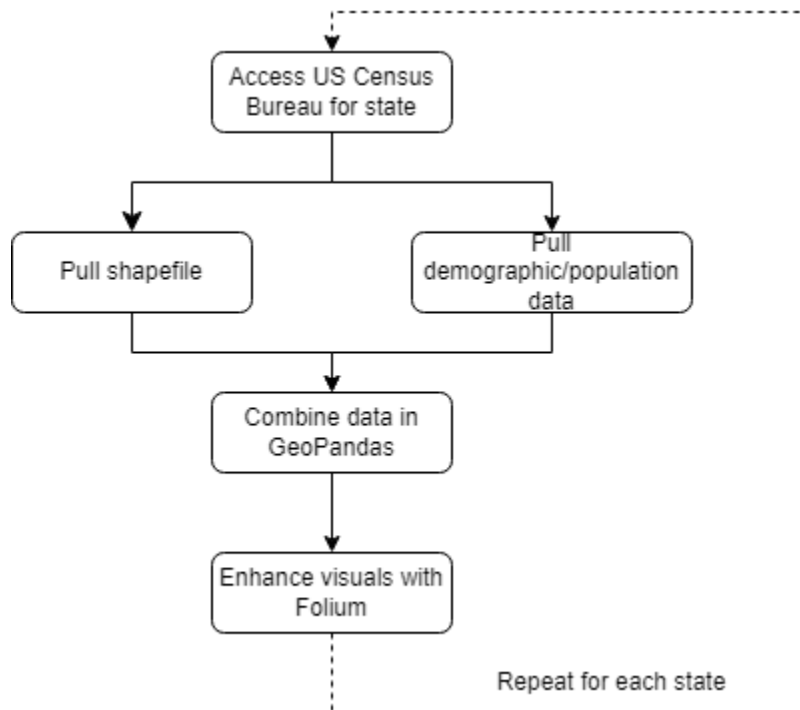 Access US Census
Bureau for state
Pull shapefile
Pull
demographic/population
data
Combine data in
GeoPandas
Enhance visuals with
Folium
Repeat for each state